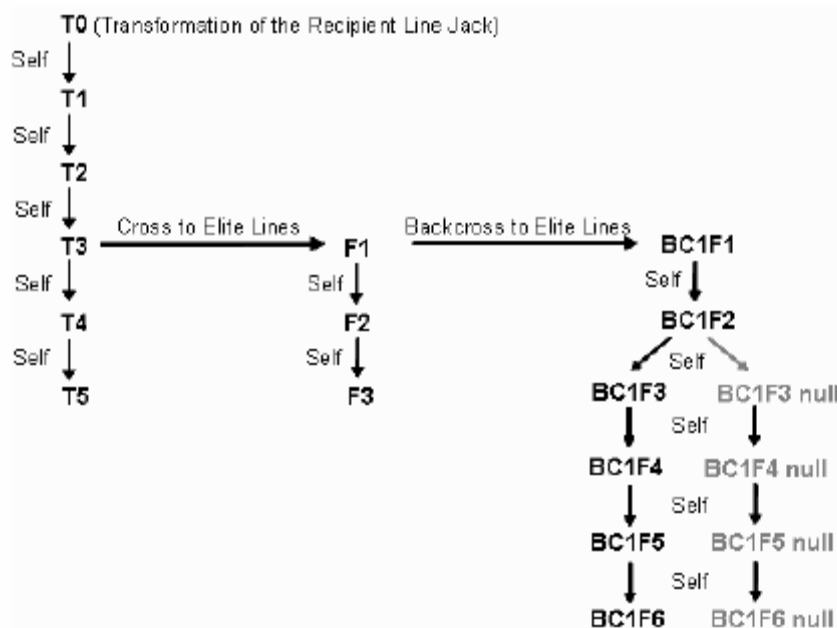 T0 (Transformation of the Recipient Line Jack)
Self
T1
Self
T2
Self
T3 Cross to Elite Lines F1 Backcross to Elite Lines BC1F1
Self Self Self
T4 F2 BC1F2
Self Self Self
T5 F3 BC1F3 BC1F3 null
Self
BC1F4 BC1F4 null
Self
BC1F5 BC1F5 null
Self
BC1F6 BC1F6 null